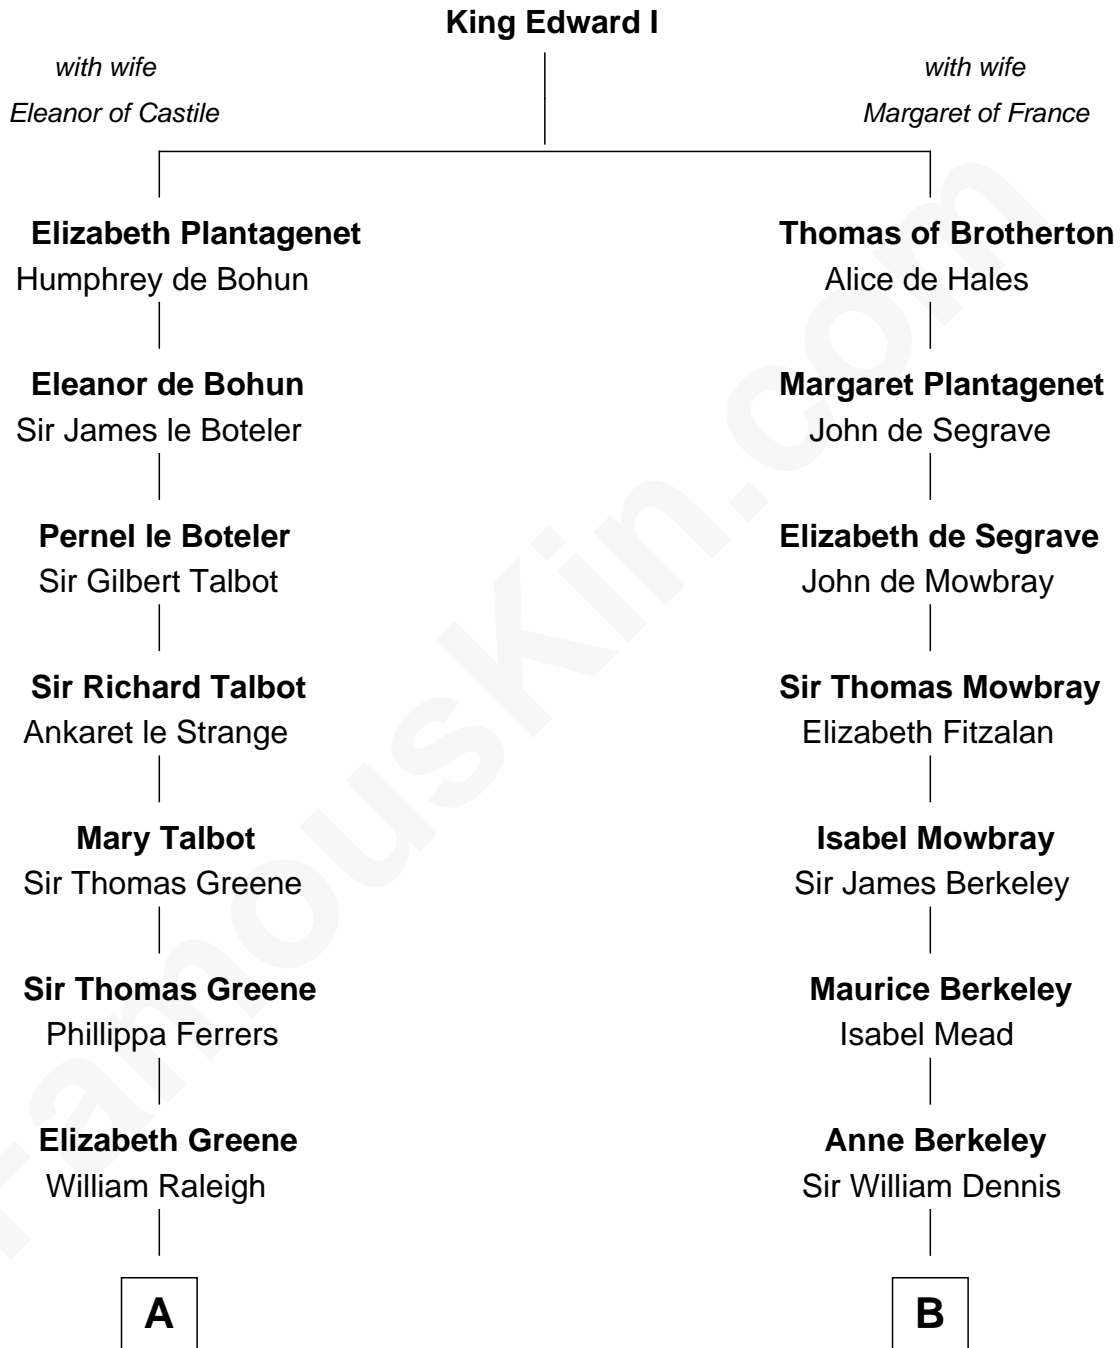 King Edward I
with wife
Eleanor of Castile
with wife
Margaret of France
Elizabeth Plantagenet
Humphrey de Bohun
Eleanor de Bohun
Sir James le Boteler
Pernel le Boteler
Sir Gilbert Talbot
Sir Richard Talbot
Ankaret le Strange
Mary Talbot
Sir Thomas Greene
Sir Thomas Greene
Phillippa Ferrers
Elizabeth Greene
William Raleigh
A
Thomas of Brotherton
Alice de Hales
Margaret Plantagenet
John de Segrave
Elizabeth de Segrave
John de Mowbray
Sir Thomas Mowbray
Elizabeth Fitzalan
Isabel Mowbray
Sir James Berkeley
Maurice Berkeley
Isabel Mead
Anne Berkeley
Sir William Dennis
B
FamousKin.com